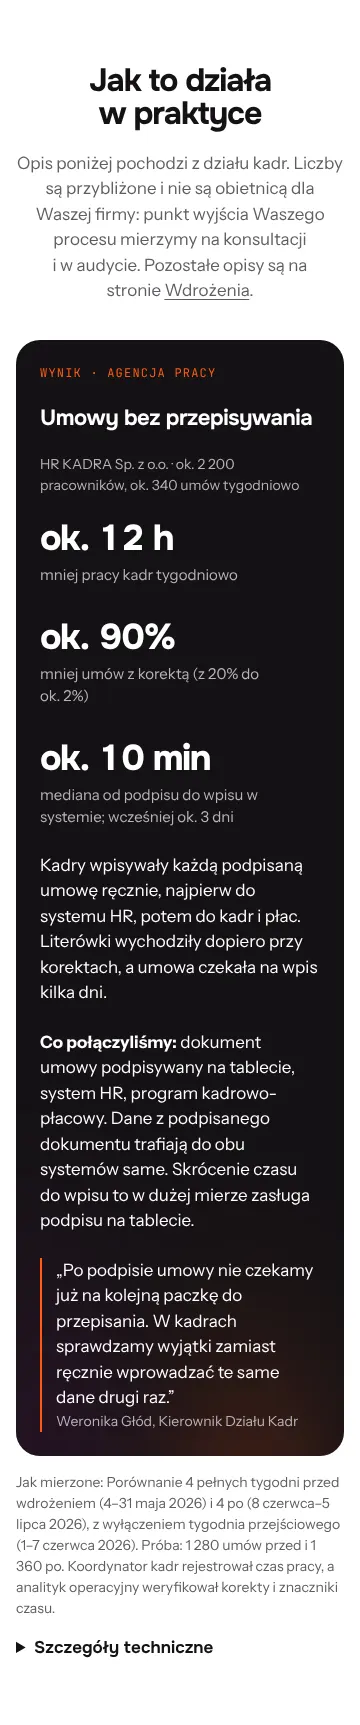 Jak to działa
w praktyce
Opis poniżej pochodzi z działu kadr. Liczby
są przybliżone i nie są obietnicą dla
Waszej firmy: punkt wyjścia Waszego
procesu mierzymy na konsultacji
i w audycie. Pozostałe opisy są na
stronie Wdrożenia.
WYNIK · AGENCJA PRACY
Umowy bez przepisywania
HR KADRA Sp. z o.o. · ok. 2 200
pracowników, ok. 340 umów tygodniowo
ok. 12 h
mniej pracy kadr tygodniowo
ok. 90%
mniej umów z korektą (z 20% do
ok. 2%)
ok. 10 min
mediana od podpisu do wpisu w
systemie; wcześniej ok. 3 dni
Kadry wpisywały każdą podpisaną
umowę ręcznie, najpierw do
systemu HR, potem do kadr i płac.
Literówki wychodziły dopiero przy
korektach, a umowa czekała na wpis
kilka dni.
Co połączyliśmy: dokument
umowy podpisywany na tablecie,
system HR, program kadrowo-
płacowy. Dane z podpisanego
dokumentu trafiają do obu
systemów same. Skrócenie czasu
do wpisu to w dużej mierze zasługa
podpisu na tablecie.
„Po podpisie umowy nie czekamy
już na kolejną paczkę do
przepisania. W kadrach
sprawdzamy wyjątki zamiast
ręcznie wprowadzać te same
dane drugi raz.”
Weronika Głód, Kierownik Działu Kadr
Jak mierzone: Porównanie 4 pełnych tygodni przed
wdrożeniem (4–31 maja 2026) i 4 po (8 czerwca–5
lipca 2026), z wyłączeniem tygodnia przejściowego
(1–7 czerwca 2026). Próba: 1 280 umów przed i 1
360 po. Koordynator kadr rejestrował czas pracy, a
analityk operacyjny weryfikował korekty i znaczniki
czasu.
▶ Szczegóły techniczne